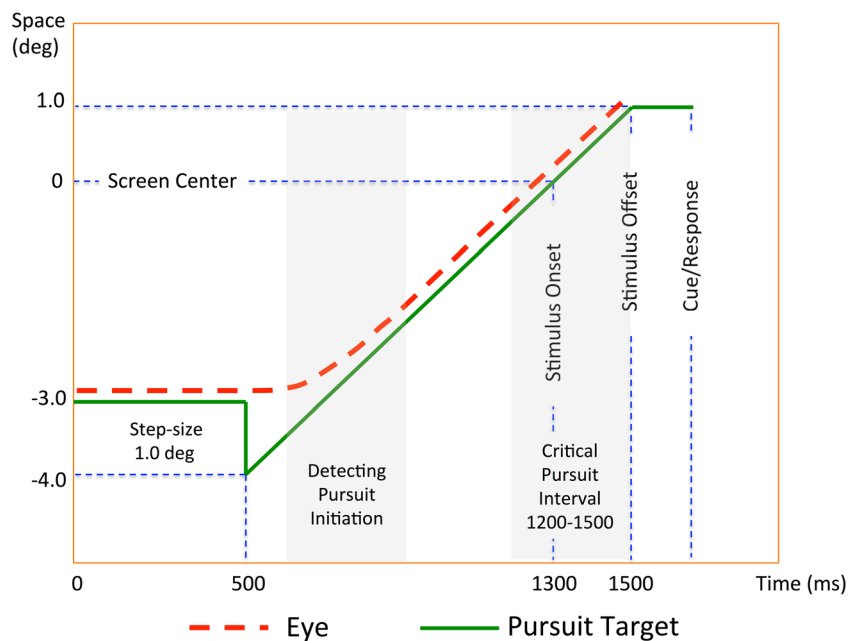 Space
(deg)
1.0
0
Screen Center
-3.0
Step-size
1.0 deg
-4.0
Detecting
Pursuit
Initiation
Critical
Pursuit
Interval
1200-1500
Stimulus Onset
Stimulus Offset
Cue/Response
0
500
1300
1500
Time (ms)
Eye
Pursuit Target